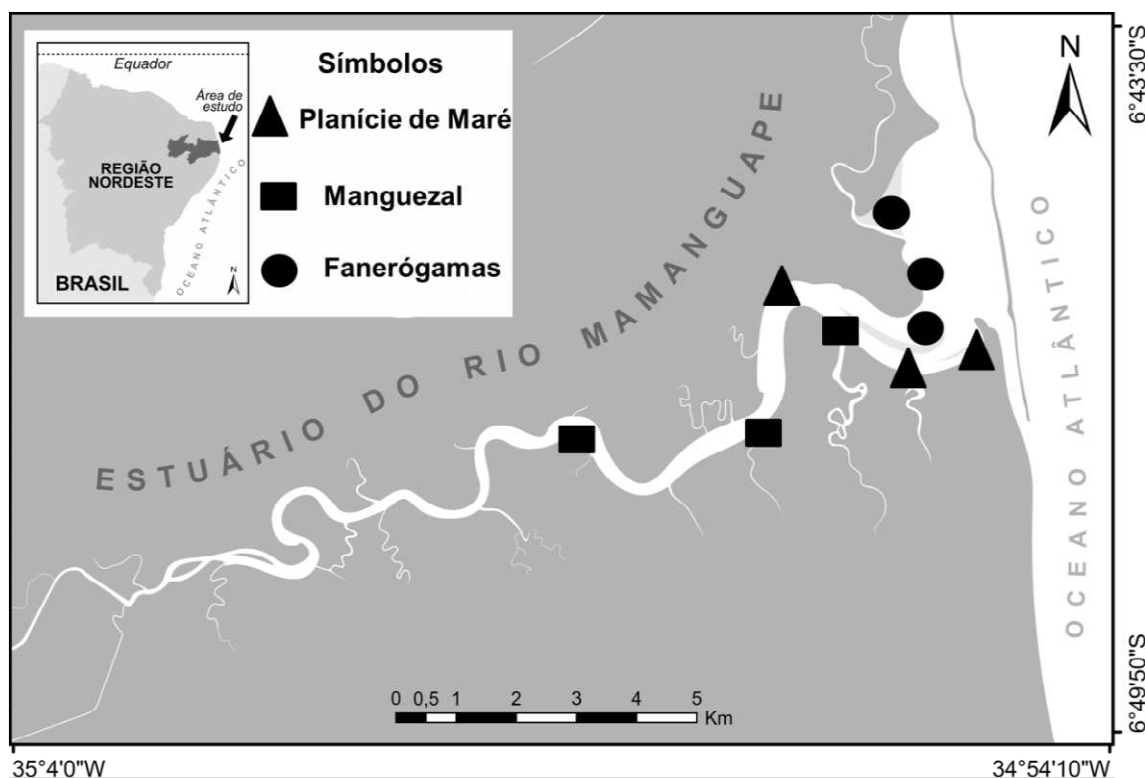 Equador
Área de
estudo
REGIÃO
NORDESTE
OCEANO ATLÂNTICO
BRASIL
N
Símbolos
Planície de Maré
Manguezal
Fanerógamas
N
6°43'30"S
ESTUÁRIO DO RIO MAMANGUAPE
OCEANO ATLÂNTICO
0 0,5 1 2 3 4 5
Km
6°49'50"S
35°4'0"W
34°54'10"W